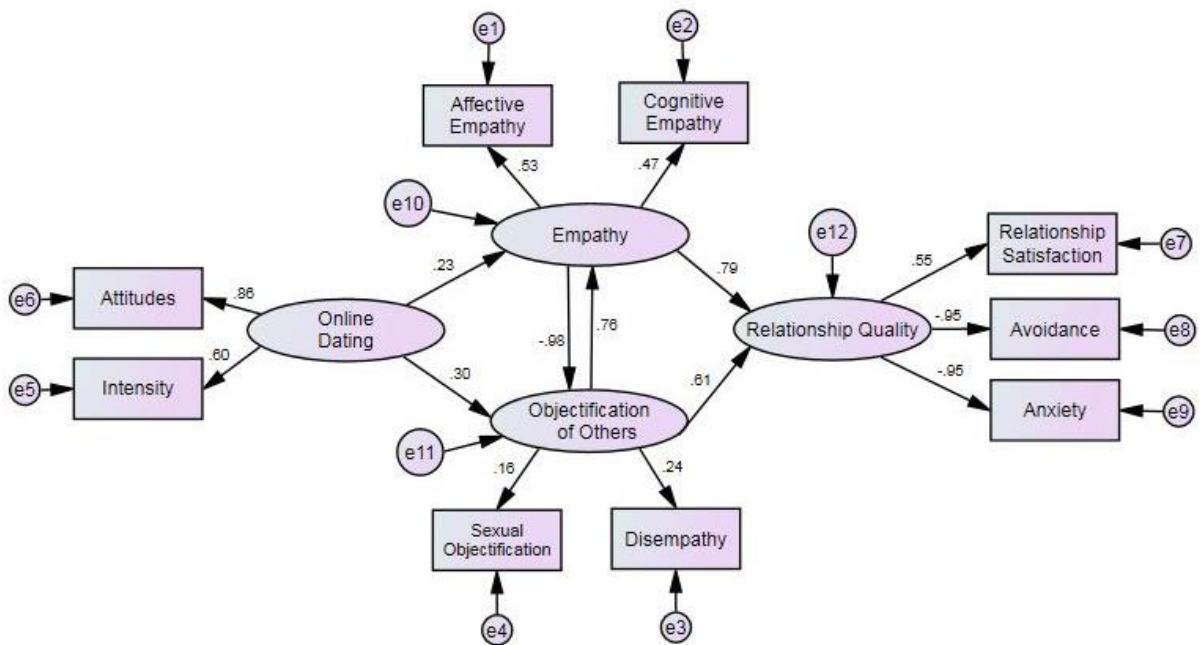 e1
e2
Affective
Empathy
Cognitive
Empathy
.53
.47
e10
Empathy
e12
Relationship
Satisfaction
e7
.23
.79
.55
e6
Attitudes
.86
Online
Dating
-.98
.76
Relationship Quality
-.95
Avoidance
e8
e5
Intensity
.60
.30
.61
-.95
Objectification
of Others
Anxiety
e9
e11
.16
.24
Sexual
Objectification
Disempathy
e4
e3